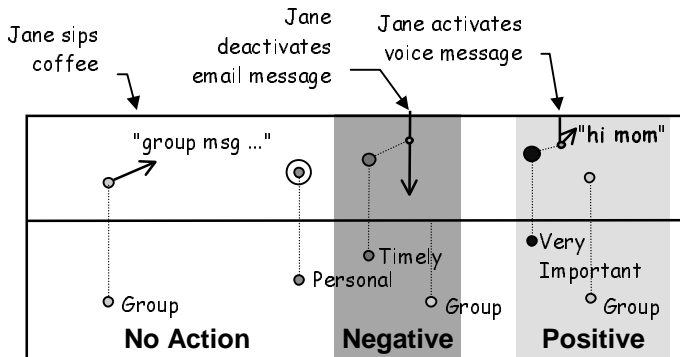 Jane sips
coffee
Jane
deactivates
email message
Jane activates
voice message
"group msg ..."
"hi mom"
Timely
Personal
Group
Group
Very
Important
Group
No Action
Negative
Positive